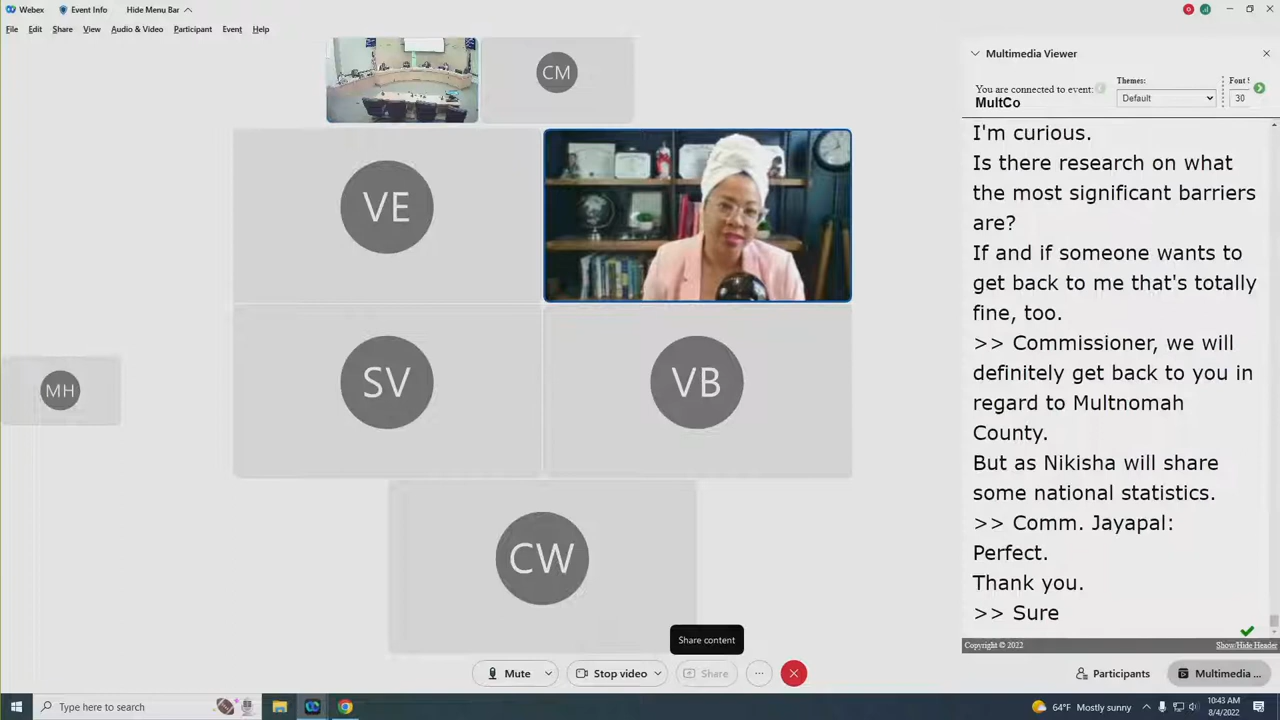 Webex
Event Info
Hide Menu Bar
File Edit Share View Audio & Video Participant Event Help
CM
VE
SV
VB
MH
CW
Share content
Mute
Stop video
Share
Multimedia Viewer
You are connected to event:
MultCo
Themes:
Default
Font :
30
I'm curious.
Is there research on what
the most significant barriers
are?
If and if someone wants to
get back to me that's totally
fine, too.
>> Commissioner, we will
definitely get back to you in
regard to Multnomah
County.
But as Nikisha will share
some national statistics.
>> Comm. Jayapal:
Perfect.
Thank you.
>> Sure
Copyright © 2022
Show/Hide Header
Participants
Multimedia ...
Type here to search
64°F Mostly sunny
10:43 AM
8/4/2022